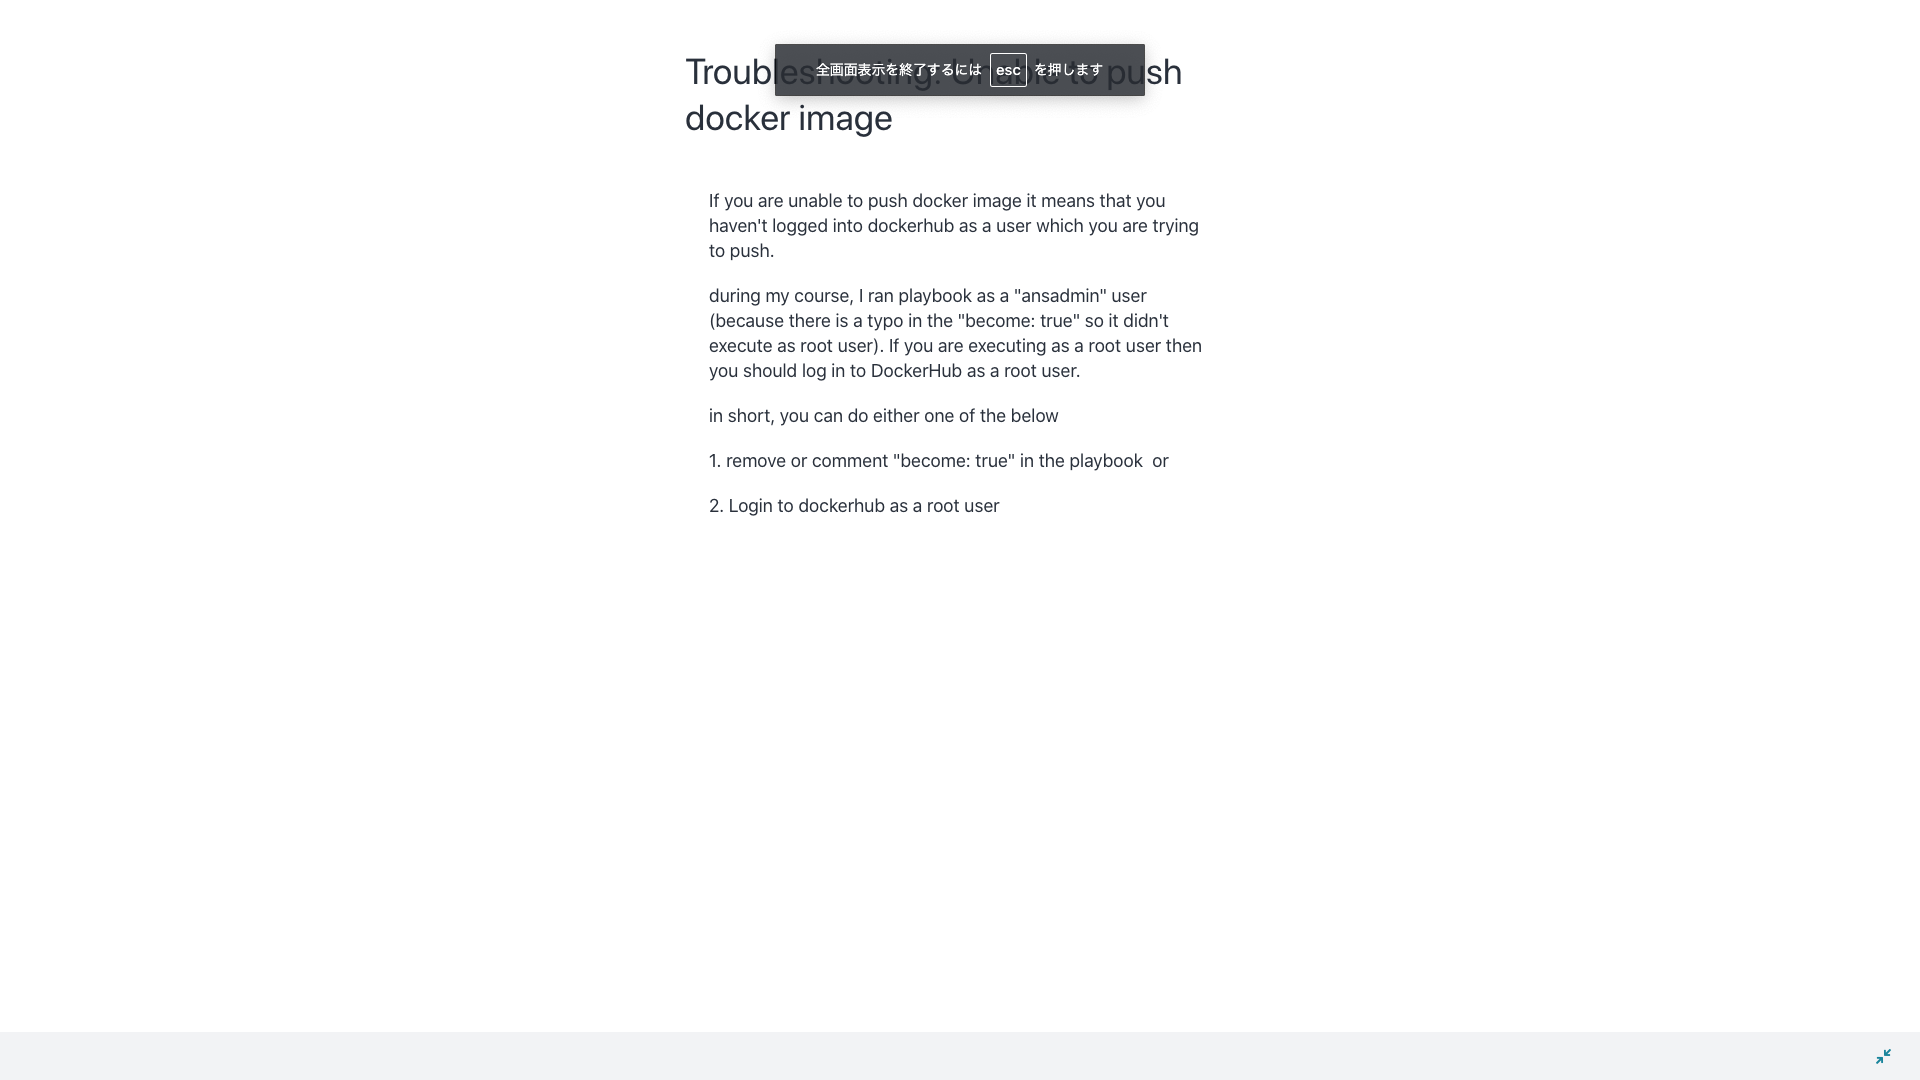 Troubleshooting: Unable to push
全画面表示を終了するには esc を押します
docker image
If you are unable to push docker image it means that you
haven't logged into dockerhub as a user which you are trying
to push.
during my course, I ran playbook as a "ansadmin" user
(because there is a typo in the "become: true" so it didn't
execute as root user). If you are executing as a root user then
you should log in to DockerHub as a root user.
in short, you can do either one of the below
1. remove or comment "become: true" in the playbook  or
2. Login to dockerhub as a root user